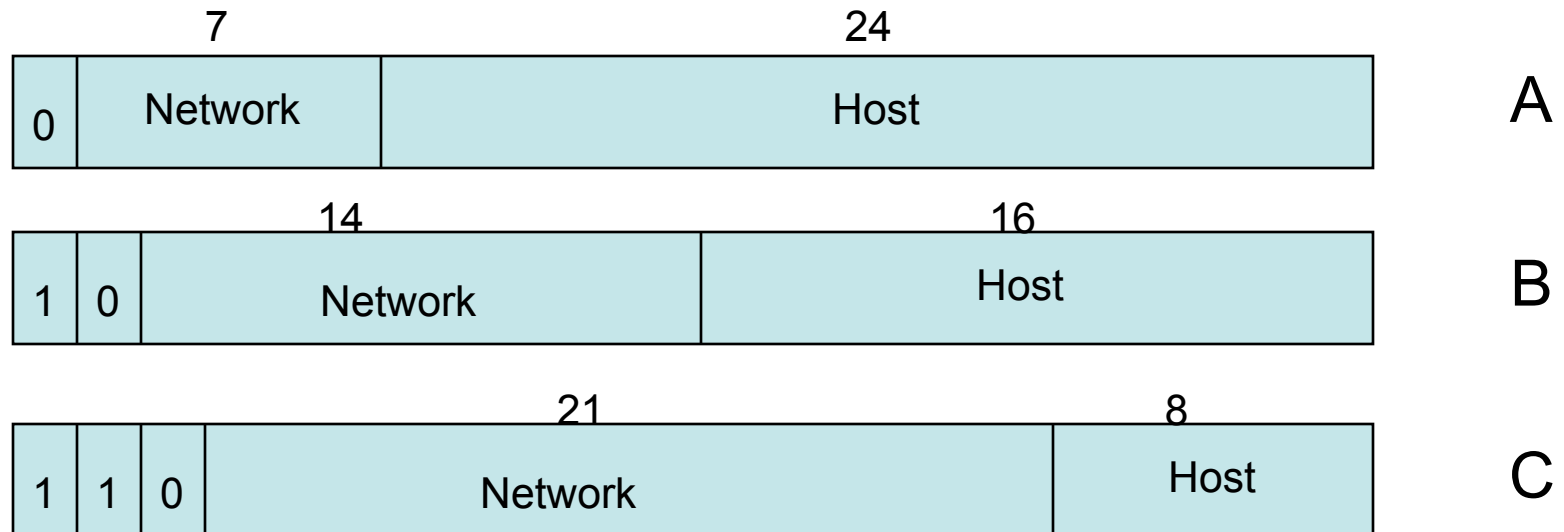 7 24
0 Network Host A
14 16
1 0 Network Host B
21 8
1 1 0 Network Host C